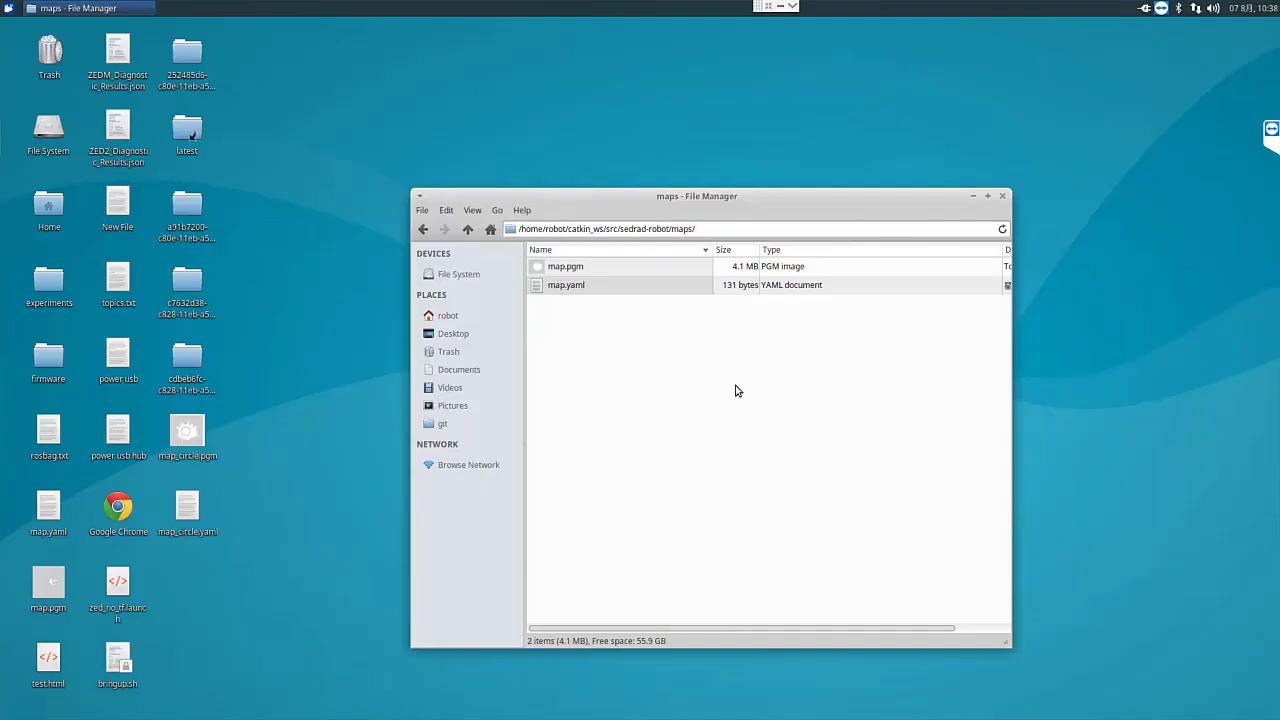 maps - File Manager
07 8月, 10:38
Trash
ZEDM_Diagnost
ic_Results.json
252485d6-
c80e-11eb-a5...
File System
ZED2_Diagnosti
c_Results.json
latest
Home
New File
a91b7200-
c80e-11eb-a5...
experiments
topics.txt
c7632d38-
c828-11eb-a5...
firmware
power usb
cdbeb6fc-
c828-11eb-a5...
rosbag.txt
power usb hub
map_circle.pgm
map.yaml
Google Chrome
map_circle.yaml
map.pgm
zed_no_tf.launc
h
test.html
bringup.sh
maps - File Manager
File Edit View Go Help
/home/robot/catkin_ws/src/sedrad-robot/maps/
DEVICES
File System
PLACES
robot
Desktop
Trash
Documents
Videos
Pictures
git
NETWORK
Browse Network
Name Size Type D
map.pgm 4.1 MB PGM image To
map.yaml 131 bytes YAML document
2 items (4.1 MB), Free space: 55.9 GB